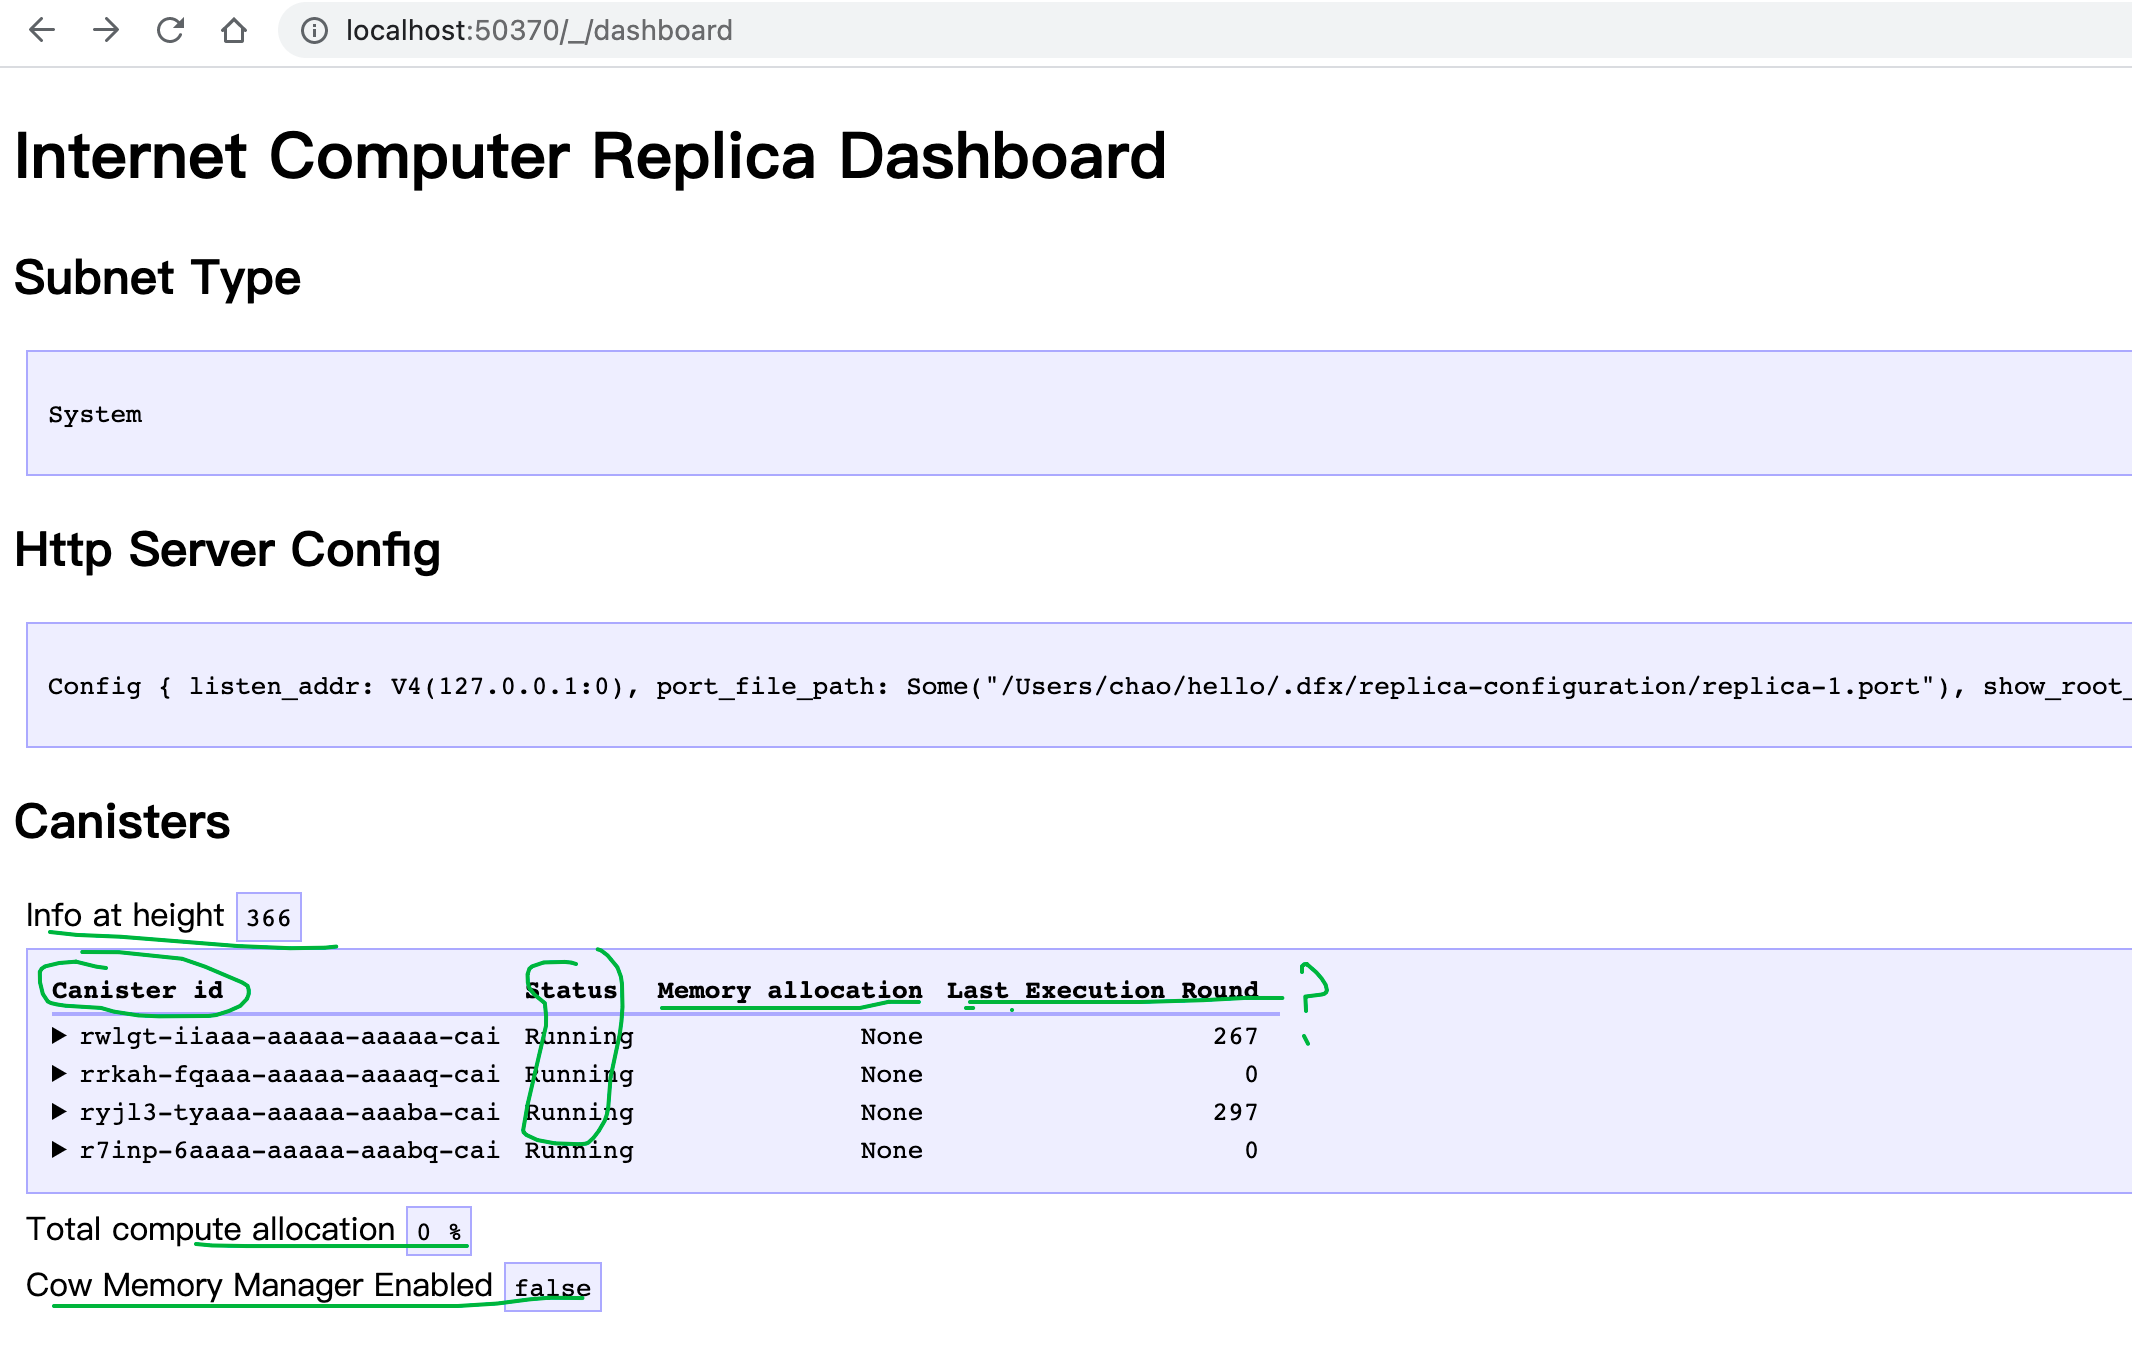 localhost:50370/_/dashboard
Internet Computer Replica Dashboard
Subnet Type
System
Http Server Config
Config { listen_addr: V4(127.0.0.1:0), port_file_path: Some("/Users/chao/hello/.dfx/replica-configuration/replica-1.port"), show_root_
Canisters
Info at height 366
Canister id Status Memory allocation Last Execution Round ?
▶ rwlgt-iiaaa-aaaaa-aaaaa-cai Running None 267
▶ rrkah-fqaaa-aaaaa-aaaaq-cai Running None 0
▶ ryjl3-tyaaa-aaaaa-aaaba-cai Running None 297
▶ r7inp-6aaaa-aaaaa-aaabq-cai Running None 0
Total compute allocation 0 %
Cow Memory Manager Enabled false